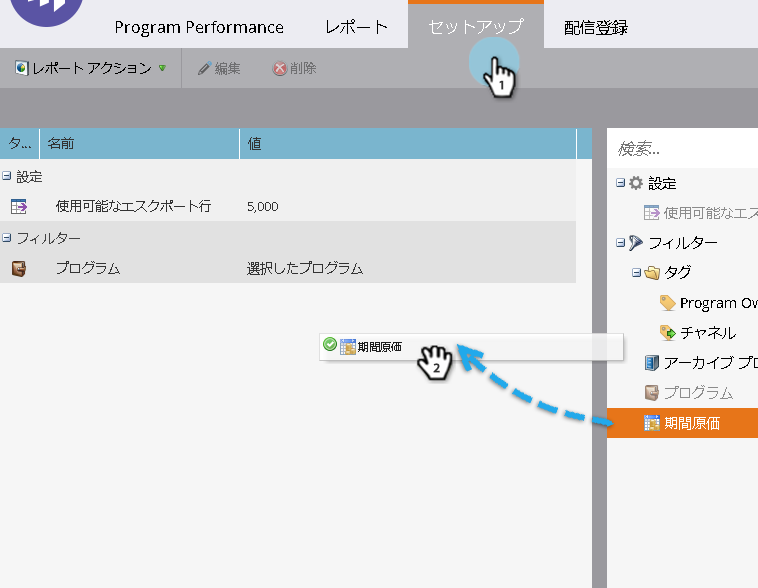 Program Performance
レポート
セットアップ
配信登録
レポート アクション
編集
削除
1
タ...
名前
値
設定
使用可能なエスクポート行
5,000
フィルター
プログラム
選択したプログラム
期間原価
2
検索...
設定
使用可能なエス
フィルター
タグ
Program Ow
チャネル
アーカイブ プロ
プログラム
期間原価